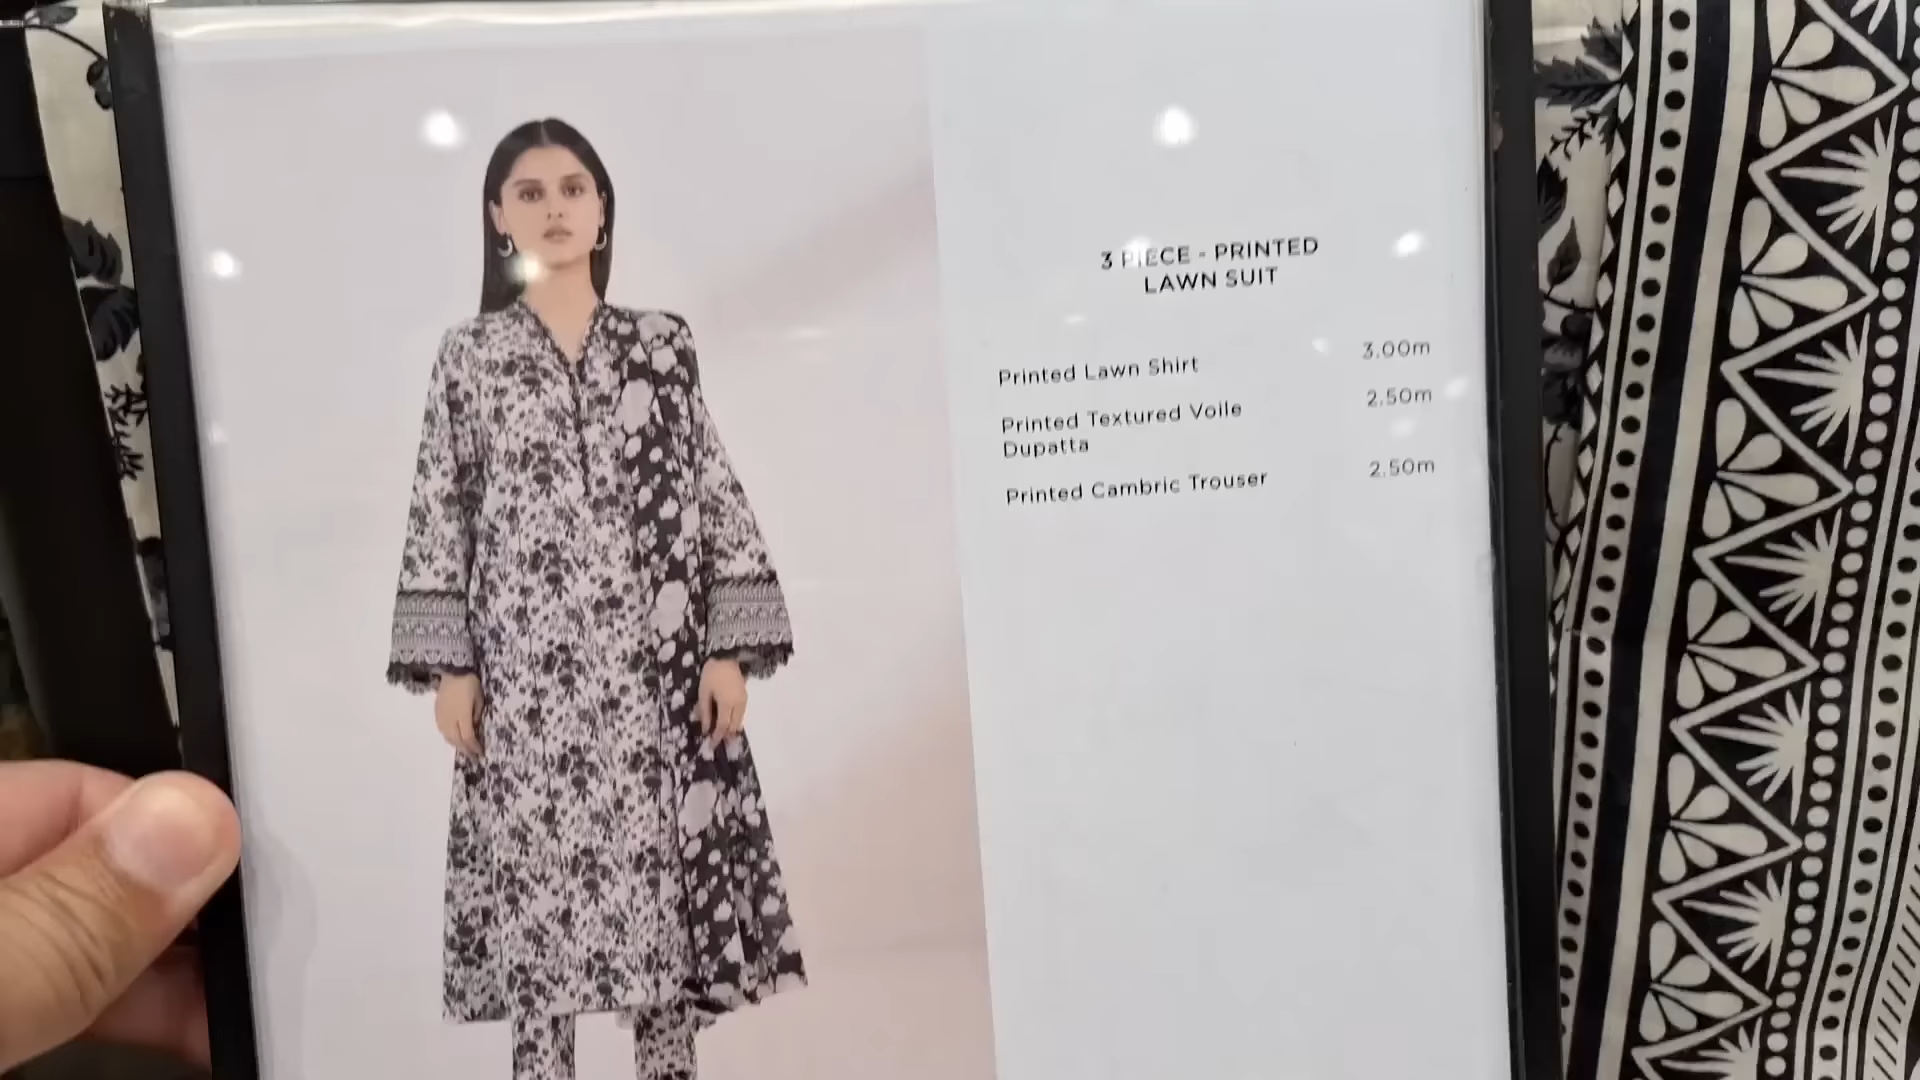 3 PIECE - PRINTED
LAWN SUIT
Printed Lawn Shirt 3.00m
Printed Textured Voile 2.50m
Dupatta
Printed Cambric Trouser 2.50m